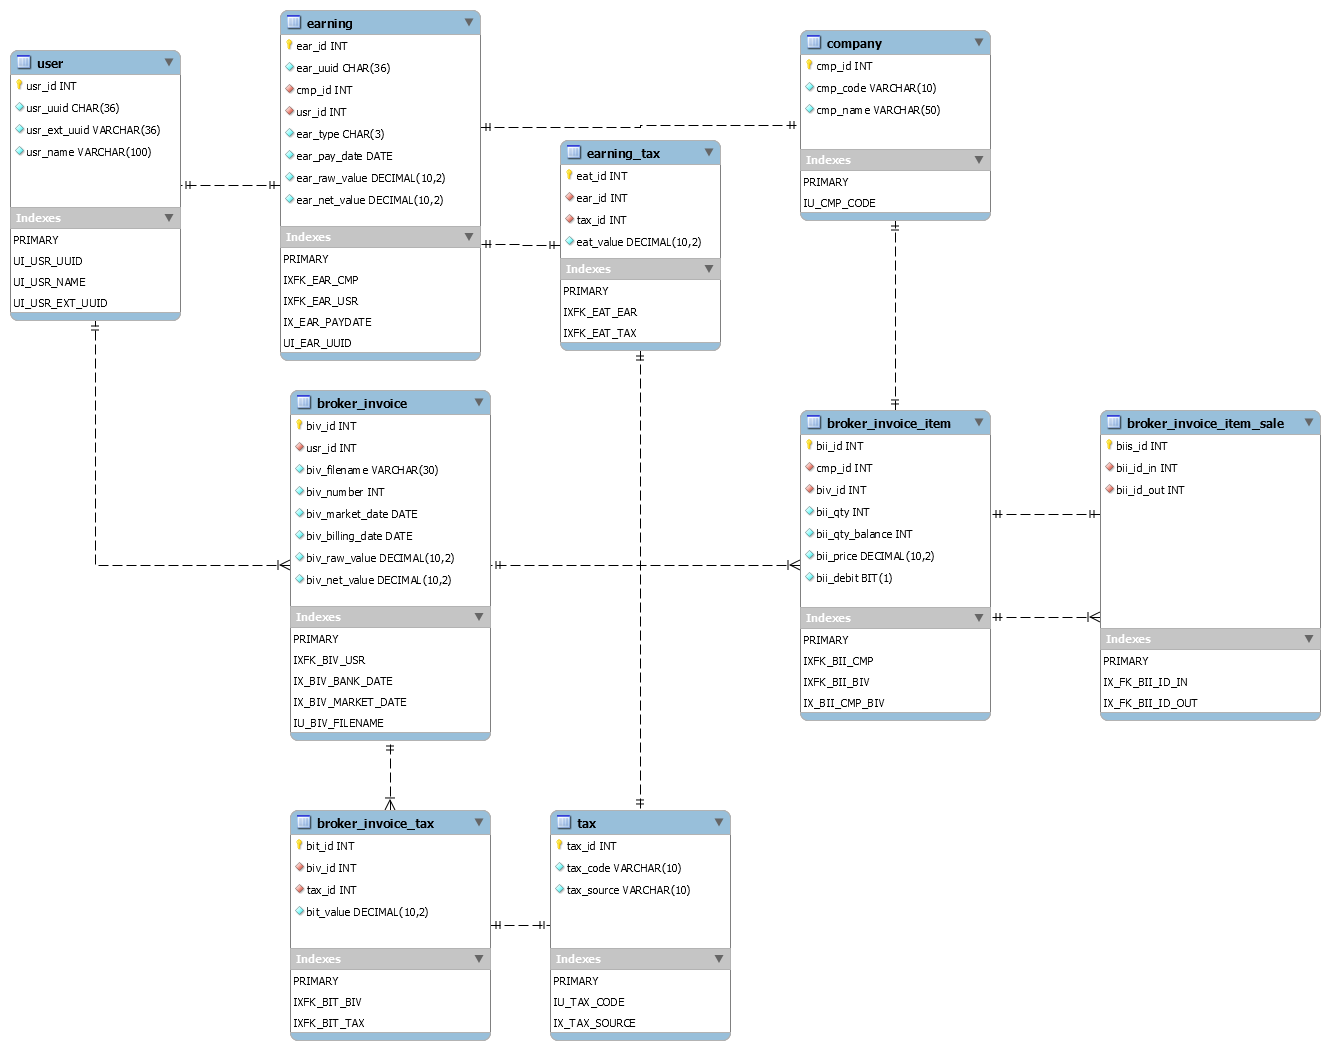 user
usr_id INT
usr_uuid CHAR(36)
usr_ext_uuid VARCHAR(36)
usr_name VARCHAR(100)
Indexes
PRIMARY
UI_USR_UUID
UI_USR_NAME
UI_USR_EXT_UUID
earning
ear_id INT
ear_uuid CHAR(36)
cmp_id INT
usr_id INT
ear_type CHAR(3)
ear_pay_date DATE
ear_raw_value DECIMAL(10,2)
ear_net_value DECIMAL(10,2)
Indexes
PRIMARY
IXFK_EAR_CMP
IXFK_EAR_USR
IX_EAR_PAYDATE
UI_EAR_UUID
earning_tax
eat_id INT
ear_id INT
tax_id INT
eat_value DECIMAL(10,2)
Indexes
PRIMARY
IXFK_EAT_EAR
IXFK_EAT_TAX
company
cmp_id INT
cmp_code VARCHAR(10)
cmp_name VARCHAR(50)
Indexes
PRIMARY
IU_CMP_CODE
broker_invoice
biv_id INT
usr_id INT
biv_filename VARCHAR(30)
biv_number INT
biv_market_date DATE
biv_billing_date DATE
biv_raw_value DECIMAL(10,2)
biv_net_value DECIMAL(10,2)
Indexes
PRIMARY
IXFK_BIV_USR
IX_BIV_BANK_DATE
IX_BIV_MARKET_DATE
IU_BIV_FILENAME
broker_invoice_item
bii_id INT
cmp_id INT
biv_id INT
bii_qty INT
bii_qty_balance INT
bii_price DECIMAL(10,2)
bii_debit BIT(1)
Indexes
PRIMARY
IXFK_BII_CMP
IXFK_BII_BIV
IX_BII_CMP_BIV
broker_invoice_item_sale
biis_id INT
bii_id_in INT
bii_id_out INT
Indexes
PRIMARY
IX_FK_BII_ID_IN
IX_FK_BII_ID_OUT
broker_invoice_tax
bit_id INT
biv_id INT
tax_id INT
bit_value DECIMAL(10,2)
Indexes
PRIMARY
IXFK_BIT_BIV
IXFK_BIT_TAX
tax
tax_id INT
tax_code VARCHAR(10)
tax_source VARCHAR(10)
Indexes
PRIMARY
IU_TAX_CODE
IX_TAX_SOURCE